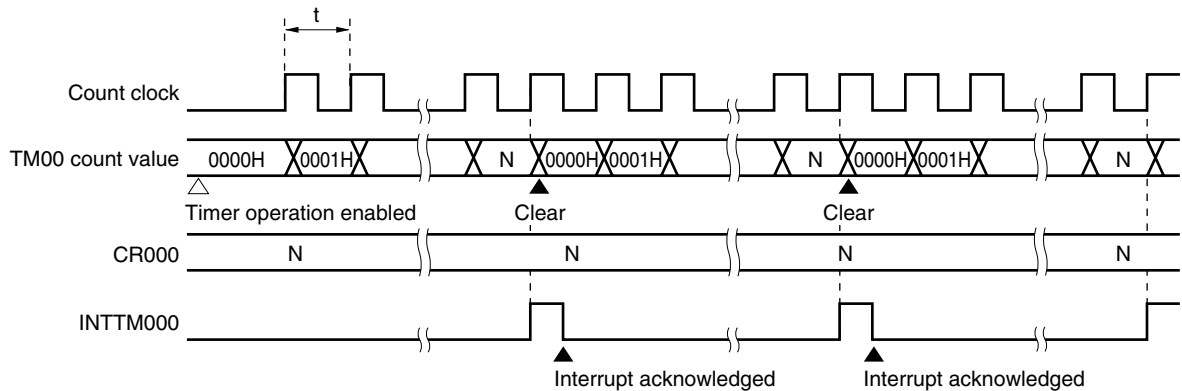 t
Count clock
TM00 count value 0000H 0001H N 0000H 0001H N 0000H 0001H N
Timer operation enabled Clear Clear
CR000 N N N N
INTTM000
Interrupt acknowledged Interrupt acknowledged